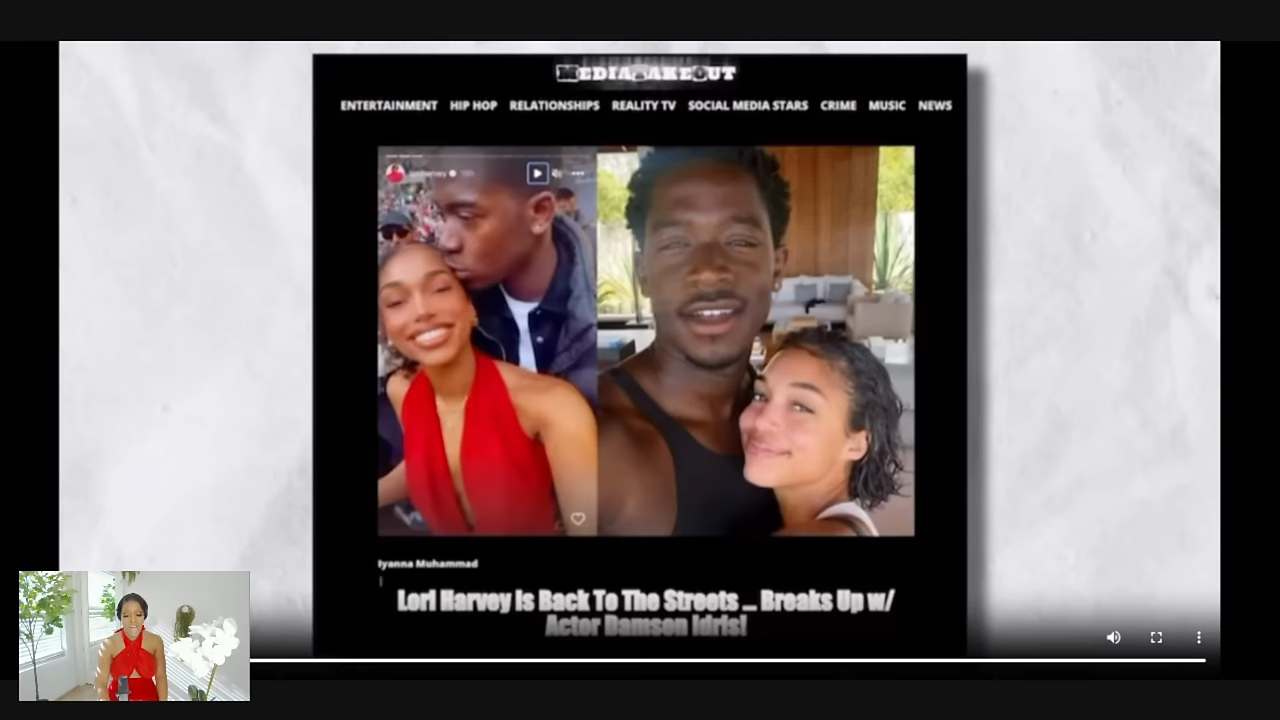 MEDIATAKEOUT
ENTERTAINMENT HIP HOP RELATIONSHIPS REALITY TV SOCIAL MEDIA STARS CRIME MUSIC NEWS
Iyanna Muhammad
Lori Harvey Is Back To The Streets ... Breaks Up w/
Actor Damson Idris!